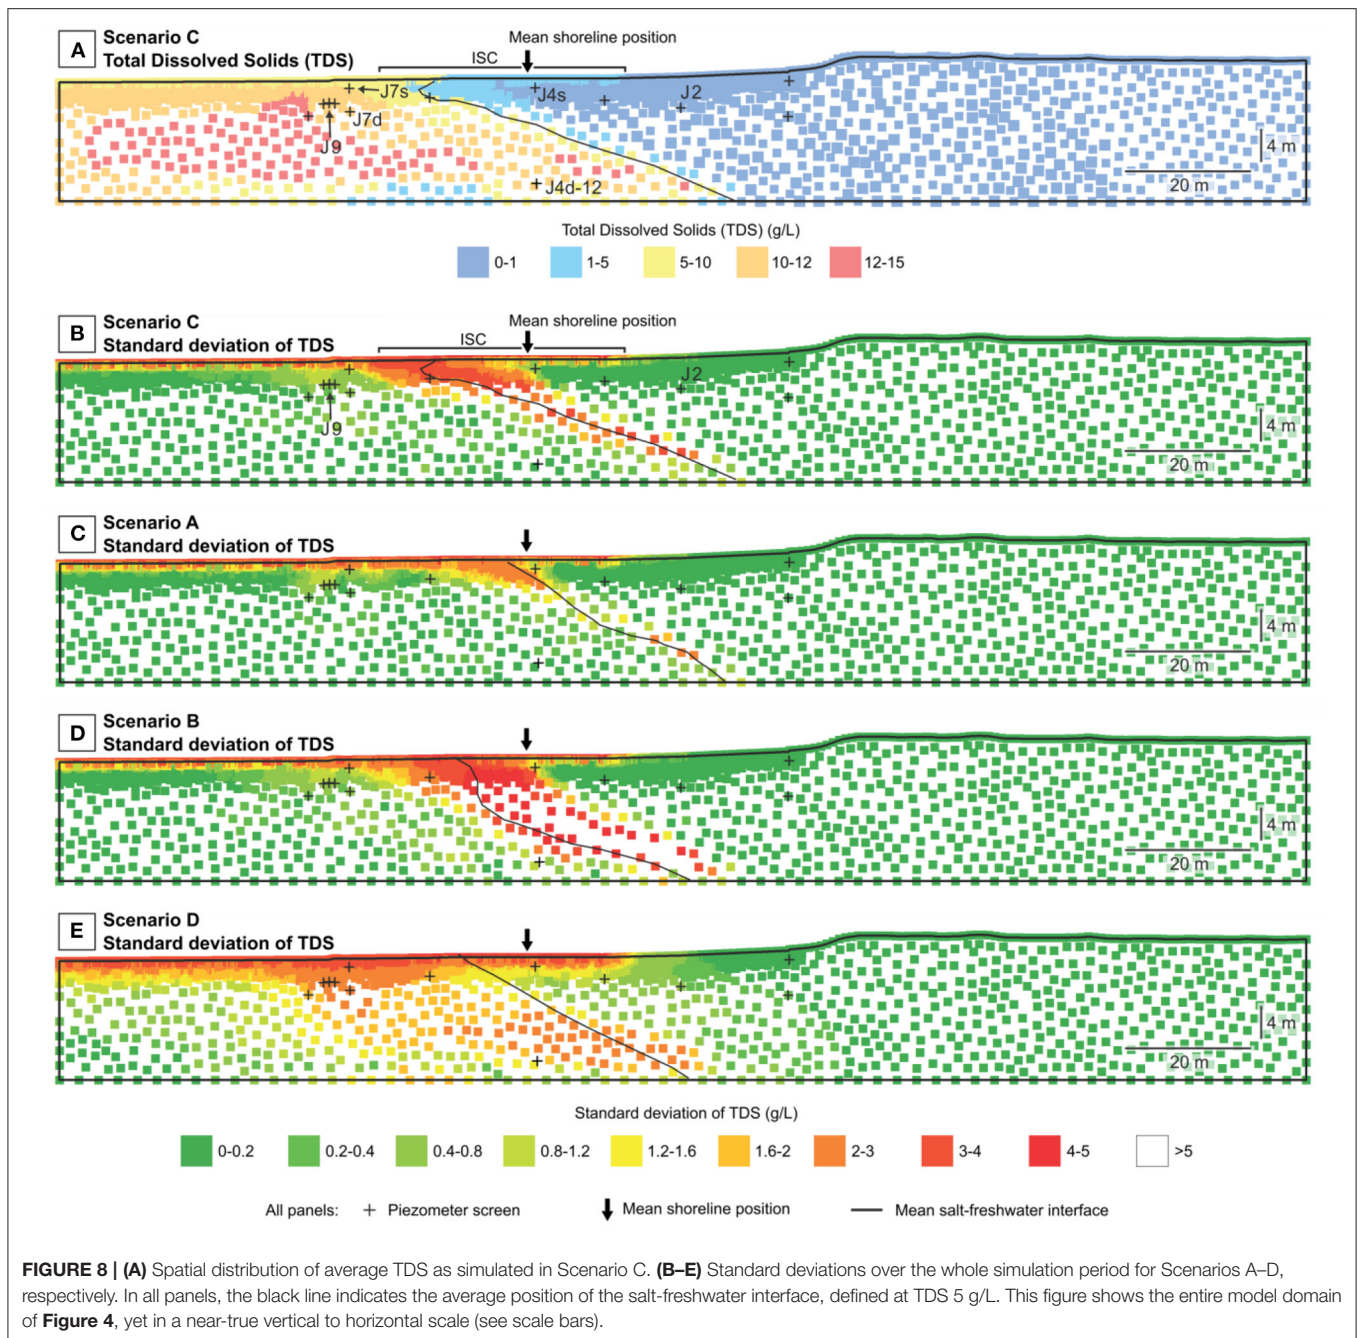 A
Scenario C
Total Dissolved Solids (TDS)
Mean shoreline position
ISC
J7s
J4s
J2
J7d
J9
J4d-12
4 m
20 m
Total Dissolved Solids (TDS) (g/L)
0-1 1-5 5-10 10-12 12-15
B
Scenario C
Standard deviation of TDS
Mean shoreline position
ISC
J2
J9
4 m
20 m
C
Scenario A
Standard deviation of TDS
4 m
20 m
D
Scenario B
Standard deviation of TDS
4 m
20 m
E
Scenario D
Standard deviation of TDS
4 m
20 m
Standard deviation of TDS (g/L)
0-0.2 0.2-0.4 0.4-0.8 0.8-1.2 1.2-1.6 1.6-2 2-3 3-4 4-5 >5
All panels: + Piezometer screen Mean shoreline position Mean salt-freshwater interface
FIGURE 8 | (A) Spatial distribution of average TDS as simulated in Scenario C. (B–E) Standard deviations over the whole simulation period for Scenarios A–D,
respectively. In all panels, the black line indicates the average position of the salt-freshwater interface, defined at TDS 5 g/L. This figure shows the entire model domain
of Figure 4, yet in a near-true vertical to horizontal scale (see scale bars).